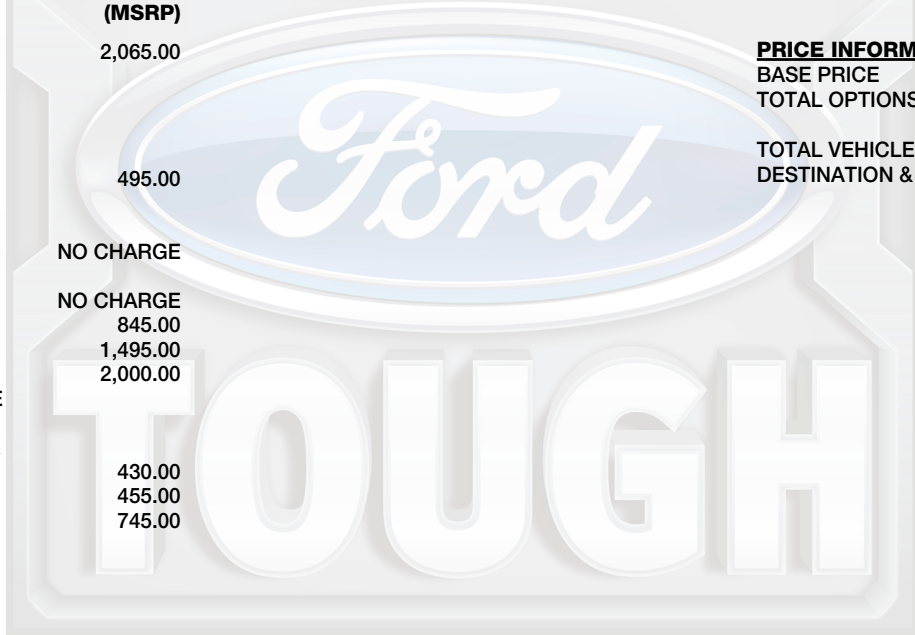 (MSRP)
2,065.00
495.00
NO CHARGE
NO CHARGE
845.00
1,495.00
2,000.00
430.00
455.00
745.00
PRICE INFORM
BASE PRICE
TOTAL OPTIONS
TOTAL VEHICLE
DESTINATION &
Ford
TOUGH